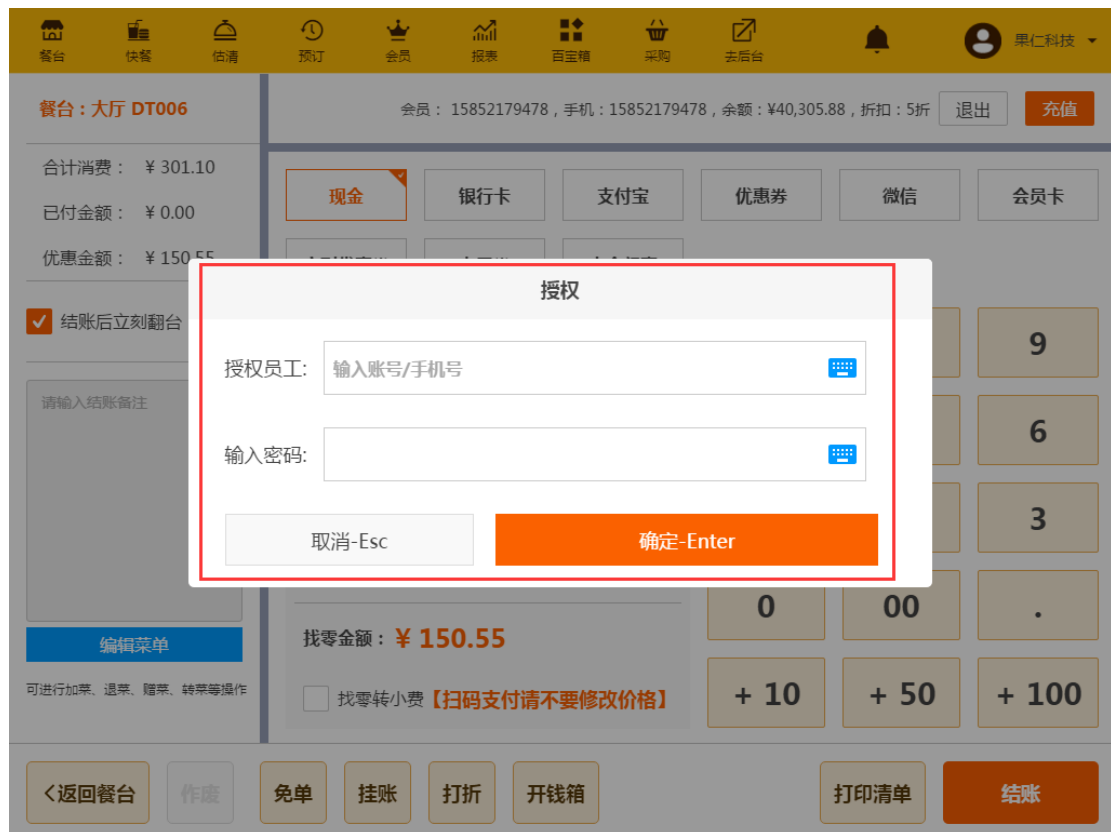 餐台 快餐 估清 预订 会员 报表 百宝箱 采购 去后台 果仁科技
餐台：大厅 DT006
会员： 15852179478，手机：15852179478，余额：¥40,305.88，折扣：5折 退出 充值
合计消费： ¥ 301.10
已付金额： ¥ 0.00
优惠金额： ¥ 150.55
现金 银行卡 支付宝 优惠券 微信 会员卡
结账后立刻翻台
请输入结账备注
授权
授权员工: 输入账号/手机号
输入密码:
取消-Esc 确定-Enter
9
6
3
0 00 .
+ 10 + 50 + 100
找零金额：¥ 150.55
找零转小费【扫码支付请不要修改价格】
编辑菜单
可进行加菜、退菜、赠菜、转菜等操作
<返回餐台 作废 免单 挂账 打折 开钱箱 打印清单 结账